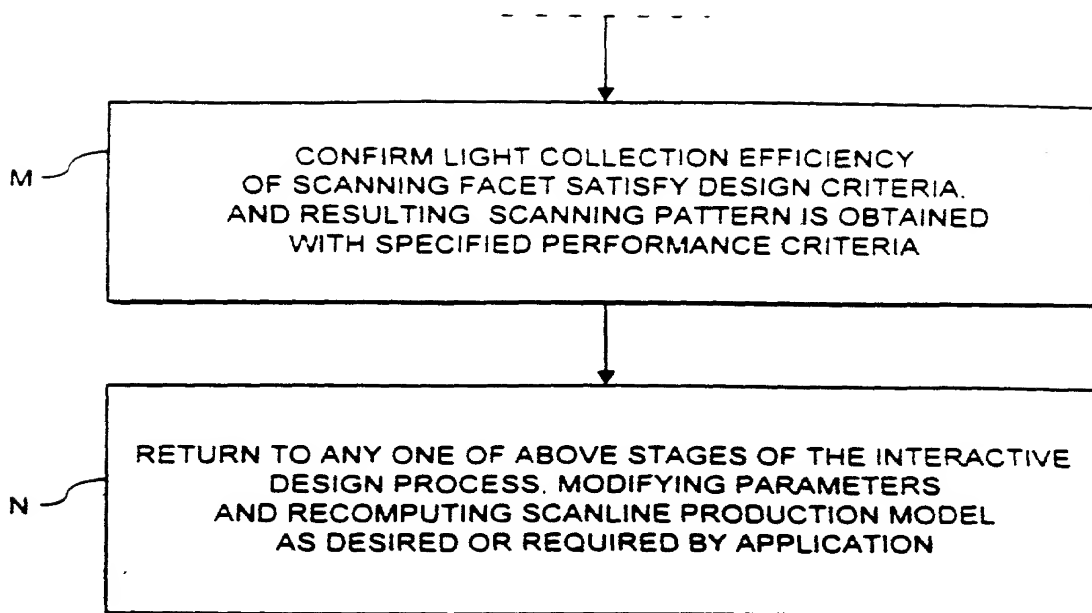 M
CONFIRM LIGHT COLLECTION EFFICIENCY
OF SCANNING FACET SATISFY DESIGN CRITERIA.
AND RESULTING SCANNING PATTERN IS OBTAINED
WITH SPECIFIED PERFORMANCE CRITERIA
N
RETURN TO ANY ONE OF ABOVE STAGES OF THE INTERACTIVE
DESIGN PROCESS. MODIFYING PARAMETERS
AND RECOMPUTING SCANLINE PRODUCTION MODEL
AS DESIRED OR REQUIRED BY APPLICATION